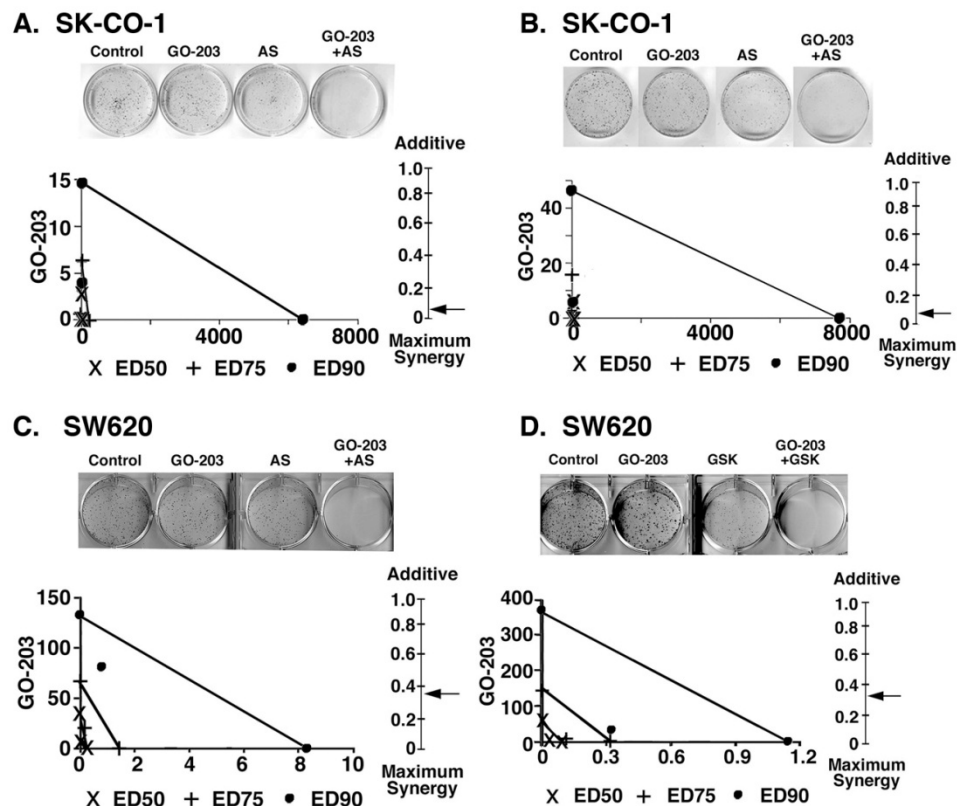 A. SK-CO-1
Control GO-203 AS GO-203
+AS
Additive
15
10
5
0
GO-203
0 4000 8000
1.0
0.8
0.6
0.4
0.2
0
Maximum
Synergy
X ED50 + ED75 • ED90
B. SK-CO-1
Control GO-203 AS GO-203
+AS
Additive
40
20
0
GO-203
0 4000 8000
1.0
0.8
0.6
0.4
0.2
0
Maximum
Synergy
X ED50 + ED75 • ED90
C. SW620
Control GO-203 AS GO-203
+AS
Additive
150
100
50
0
GO-203
0 2 4 6 8 10
1.0
0.8
0.6
0.4
0.2
0
Maximum
Synergy
X ED50 + ED75 • ED90
D. SW620
Control GO-203 GSK GO-203
+GSK
Additive
400
300
200
100
0
GO-203
0 0.3 0.6 0.9 1.2
1.0
0.8
0.6
0.4
0.2
0
Maximum
Synergy
X ED50 + ED75 • ED90